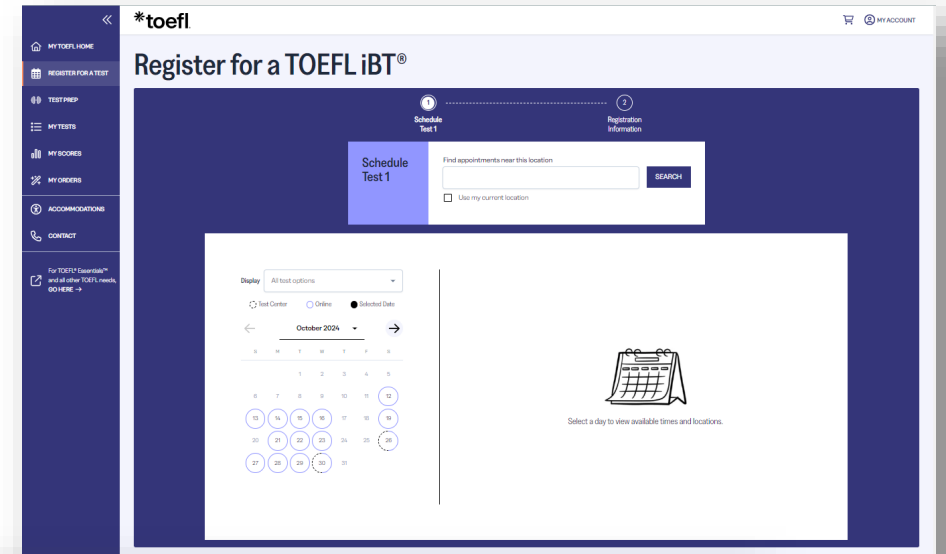 *toefl
MY ACCOUNT
MY TOEFL HOME
REGISTER FOR A TEST
TEST PREP
MY TESTS
MY SCORES
MY ORDERS
ACCOMMODATIONS
CONTACT
For TOEFL® Essentials™
and all other TOEFL needs,
GO HERE →
Register for a TOEFL iBT®
1
Schedule
Test 1
2
Registration
Information
Schedule
Test 1
Find appointments near this location
SEARCH
Use my current location
Display All test options
Test Center Online Selected Date
October 2024
S M T W T F S
1 2 3 4 5
6 7 8 9 10 11 12
13 14 15 16 17 18 19
20 21 22 23 24 25 26
27 28 29 30 31
Select a day to view available times and locations.